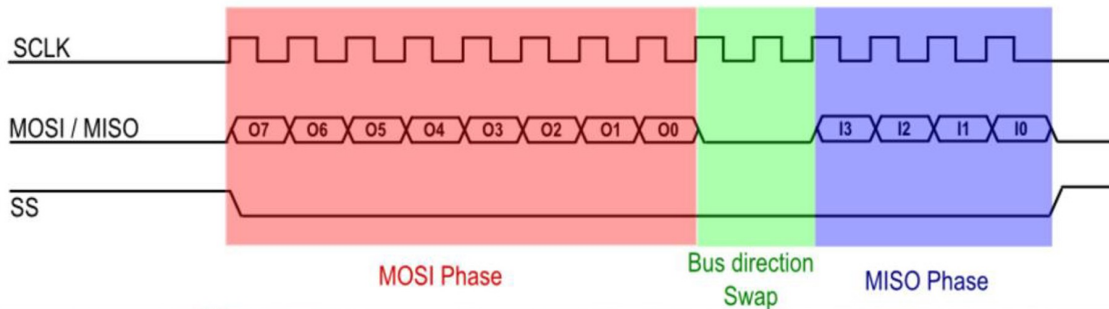 SCLK
MOSI / MISO
O7 O6 O5 O4 O3 O2 O1 O0 I3 I2 I1 I0
SS
MOSI Phase
Bus direction
Swap
MISO Phase